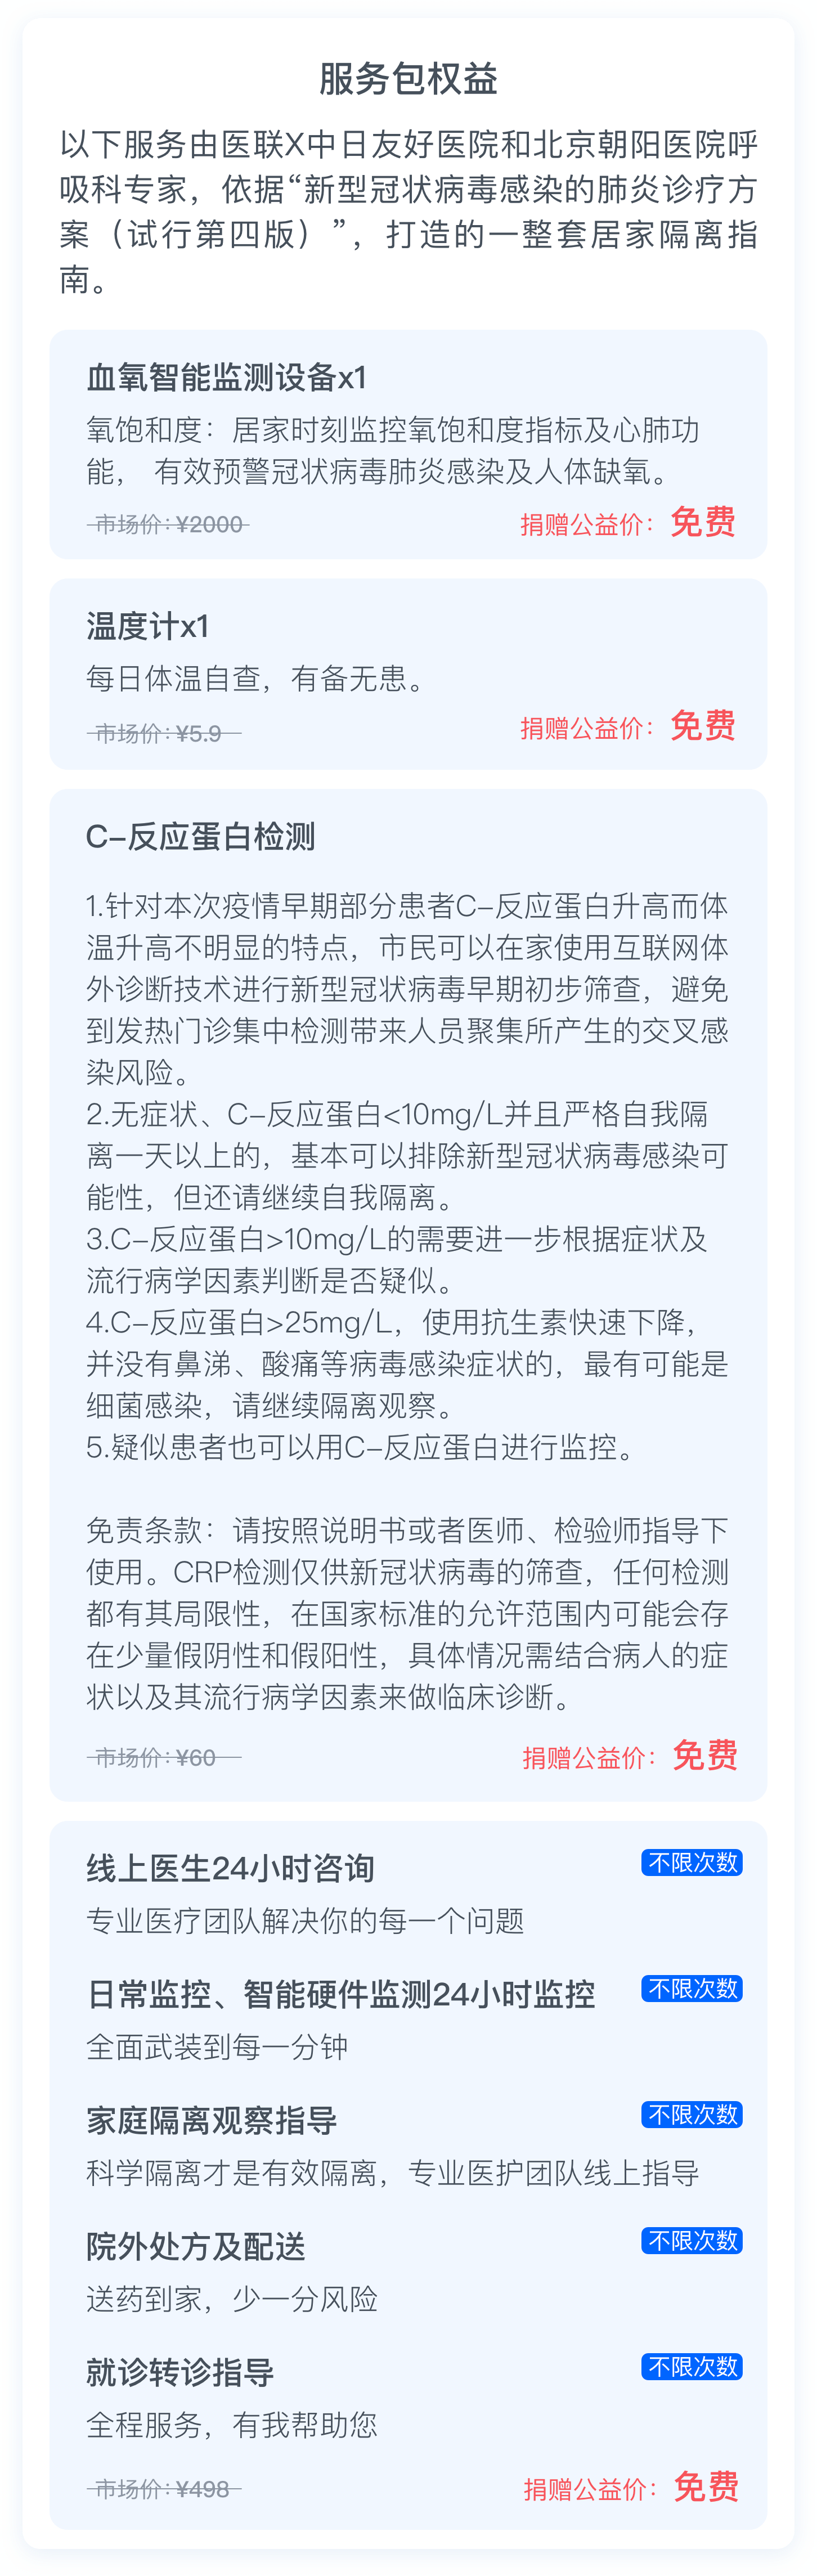 服务包权益
以下服务由医联X中日友好医院和北京朝阳医院呼
吸科专家，依据“新型冠状病毒感染的肺炎诊疗方
案（试行第四版）”，打造的一整套居家隔离指
南。
血氧智能监测设备x1
氧饱和度：居家时刻监控氧饱和度指标及心肺功
能， 有效预警冠状病毒肺炎感染及人体缺氧。
市场价：¥2000 捐赠公益价：免费
温度计x1
每日体温自查，有备无患。
市场价：¥5.9 捐赠公益价：免费
C-反应蛋白检测
1.针对本次疫情早期部分患者C-反应蛋白升高而体
温升高不明显的特点，市民可以在家使用互联网体
外诊断技术进行新型冠状病毒早期初步筛查，避免
到发热门诊集中检测带来人员聚集所产生的交叉感
染风险。
2.无症状、C-反应蛋白<10mg/L并且严格自我隔
离一天以上的，基本可以排除新型冠状病毒感染可
能性，但还请继续自我隔离。
3.C-反应蛋白>10mg/L的需要进一步根据症状及
流行病学因素判断是否疑似。
4.C-反应蛋白>25mg/L，使用抗生素快速下降，
并没有鼻涕、酸痛等病毒感染症状的，最有可能是
细菌感染，请继续隔离观察。
5.疑似患者也可以用C-反应蛋白进行监控。
免责条款：请按照说明书或者医师、检验师指导下
使用。CRP检测仅供新冠状病毒的筛查，任何检测
都有其局限性，在国家标准的允许范围内可能会存
在少量假阴性和假阳性，具体情况需结合病人的症
状以及其流行病学因素来做临床诊断。
市场价：¥60 捐赠公益价：免费
线上医生24小时咨询 不限次数
专业医疗团队解决你的每一个问题
日常监控、智能硬件监测24小时监控 不限次数
全面武装到每一分钟
家庭隔离观察指导 不限次数
科学隔离才是有效隔离，专业医护团队线上指导
院外处方及配送 不限次数
送药到家，少一分风险
就诊转诊指导 不限次数
全程服务，有我帮助您
市场价：¥498 捐赠公益价：免费